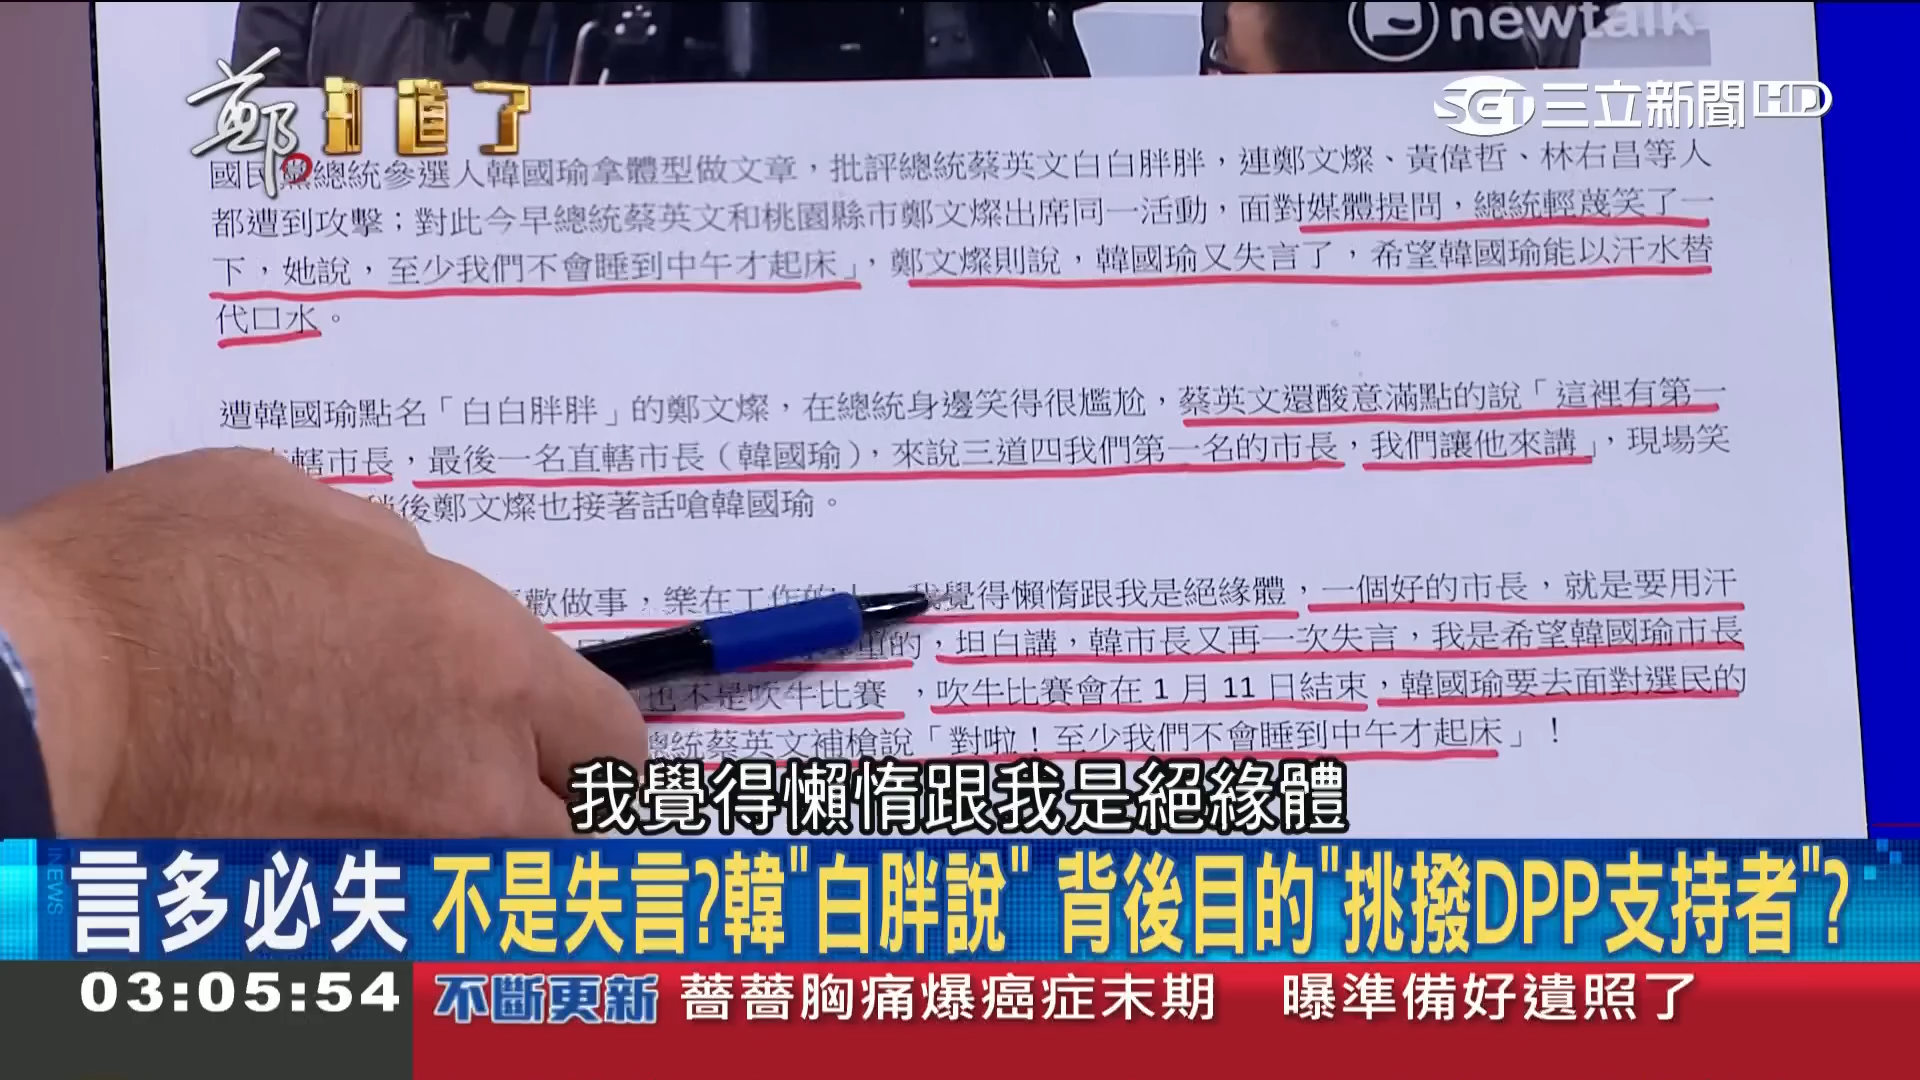 newtalk
鄭知道了
SET三立新聞HD
國民黨總統參選人韓國瑜拿體型做文章，批評總統蔡英文白白胖胖，連鄭文燦、黃偉哲、林右昌等人
都遭到攻擊；對此今早總統蔡英文和桃園縣市鄭文燦出席同一活動，面對媒體提問，總統輕蔑笑了一
下，她說，至少我們不會睡到中午才起床」，鄭文燦則說，韓國瑜又失言了，希望韓國瑜能以汗水替
代口水。
遭韓國瑜點名「白白胖胖」的鄭文燦，在總統身邊笑得很尷尬，蔡英文還酸意滿點的說「這裡有第一
直轄市長，最後一名直轄市長（韓國瑜），來說三道四我們第一名的市長，我們讓他來講」，現場笑
後鄭文燦也接著話嗆韓國瑜。
歡做事，樂在工作的人，我覺得懶惰跟我是絕緣體，一個好的市長，就是要用汗
重的，坦白講，韓市長又再一次失言，我是希望韓國瑜市長
也不是吹牛比賽，吹牛比賽會在1月11日結束，韓國瑜要去面對選民的
總統蔡英文補槍說「對啦！至少我們不會睡到中午才起床」！
我覺得懶惰跟我是絕緣體
NEWS
言多必失 不是失言?韓"白胖說" 背後目的"挑撥DPP支持者"?
03:05:54 不斷更新 薔薔胸痛爆癌症末期 曝準備好遺照了